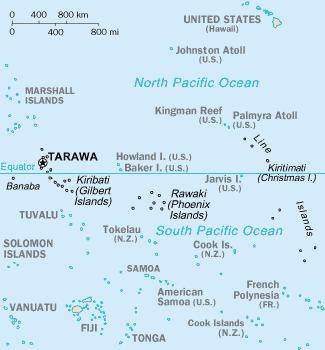 0 400 800 km
0 400 800 mi
UNITED STATES
(Hawaii)
Johnston Atoll
(U.S.)
North Pacific Ocean
MARSHALL
ISLANDS
Kingman Reef
(U.S.)
Palmyra Atoll
(U.S.)
Line
Islands
TARAWA
Equator
Howland I. (U.S.)
Baker I. (U.S.)
Kiritimati
(Christmas I.)
Jarvis I.
(U.S.)
Banaba
Kiribati
(Gilbert
Islands)
Rawaki
(Phoenix
Islands)
TUVALU
Tokelau
(N.Z.)
South Pacific Ocean
SOLOMON
ISLANDS
Cook Is.
(N.Z.)
SAMOA
American
Samoa (U.S.)
French
Polynesia
(FR.)
VANUATU
FIJI
TONGA
Cook Islands
(N.Z.)